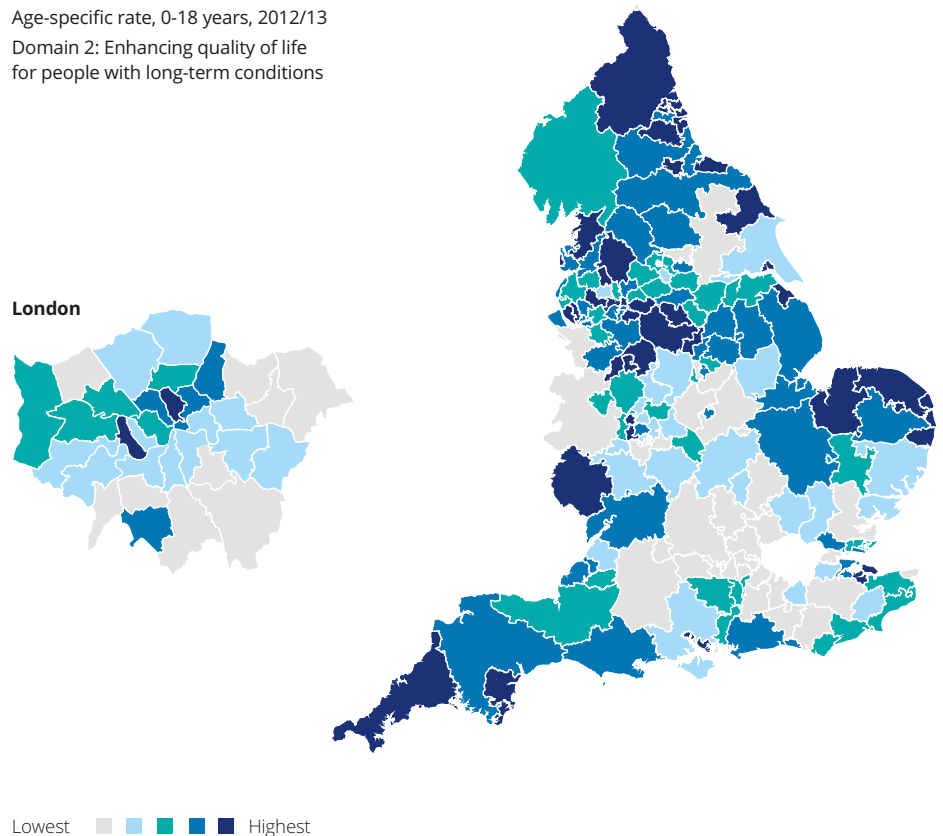 Age-specific rate, 0-18 years, 2012/13
Domain 2: Enhancing quality of life
for people with long-term conditions
London
Lowest Highest